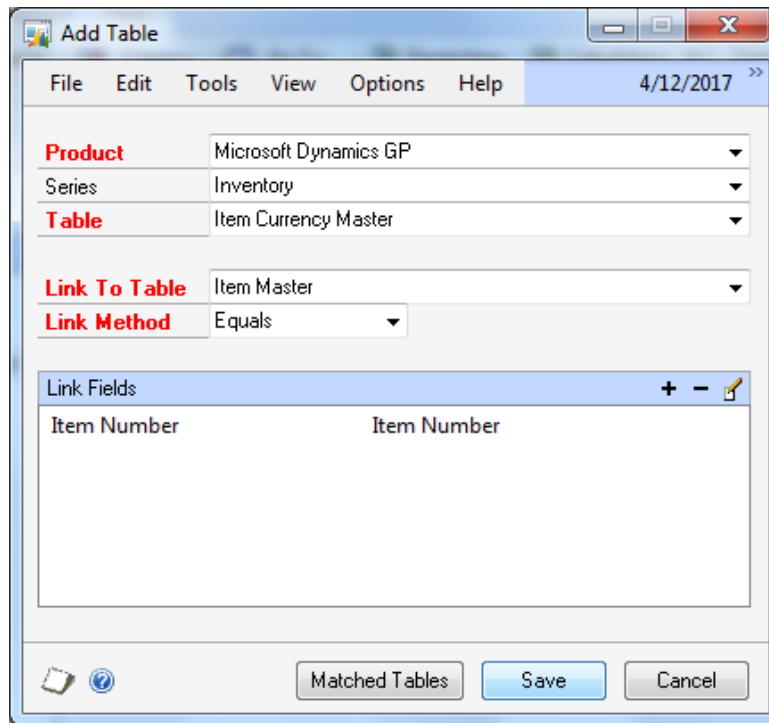 Add Table
File Edit Tools View Options Help 4/12/2017 »
Product Microsoft Dynamics GP
Series Inventory
Table Item Currency Master
Link To Table Item Master
Link Method Equals
Link Fields
Item Number Item Number
Matched Tables Save Cancel